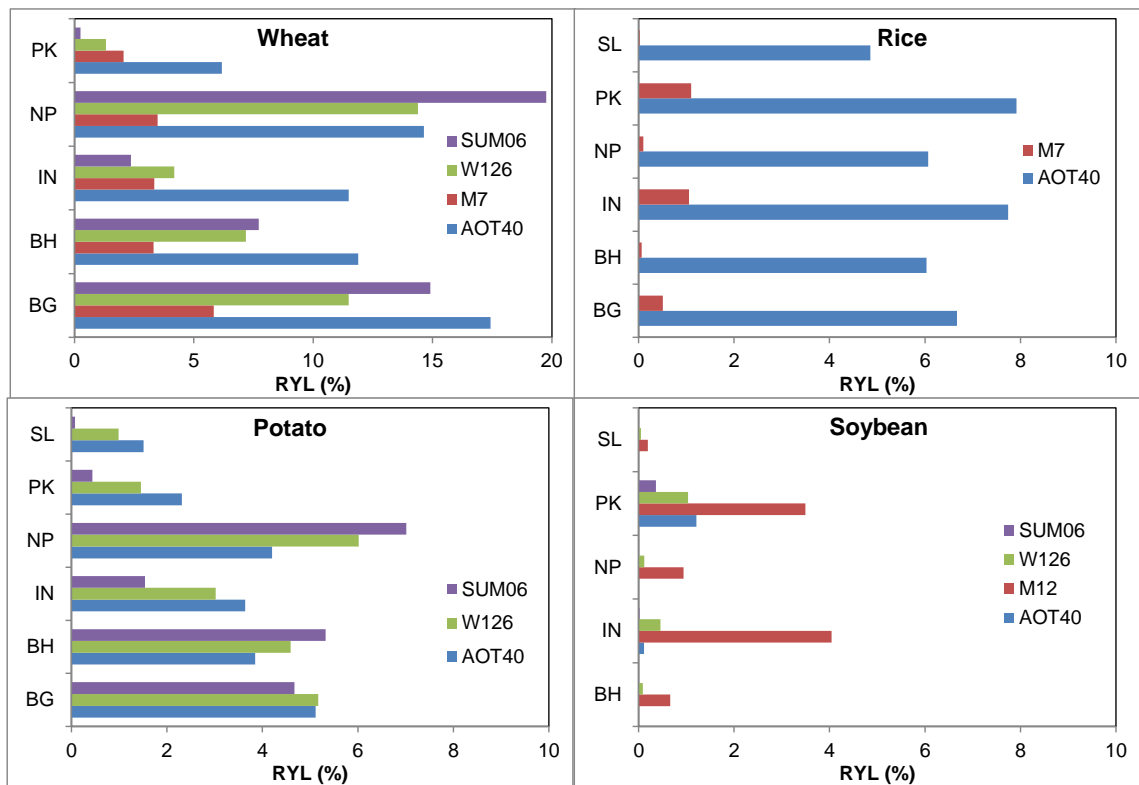 Wheat
PK
NP
IN
BH
BG
SUM06
W126
M7
AOT40
0 5 10 15 20
RYL (%)
Rice
SL
PK
NP
IN
BH
BG
M7
AOT40
0 2 4 6 8 10
RYL (%)
Potato
SL
PK
NP
IN
BH
BG
SUM06
W126
AOT40
0 2 4 6 8 10
RYL (%)
Soybean
SL
PK
NP
IN
BH
SUM06
W126
M12
AOT40
0 2 4 6 8 10
RYL (%)